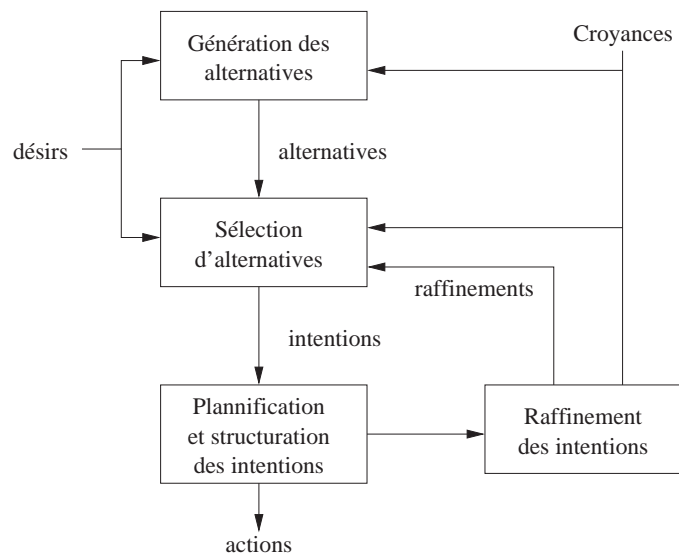 Génération des
alternatives
Croyances
désirs
alternatives
Sélection
d'alternatives
raffinements
intentions
Plannification
et structuration
des intentions
Raffinement
des intentions
actions